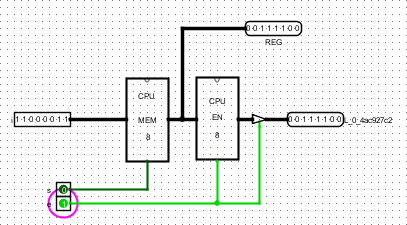 0 0 1 1 1 1 0 0
REG
CPU
MEM
8
CPU
EN
8
i
1 1 0 0 0 0 1 1
0 0 1 1 1 1 0 0
s
e
1